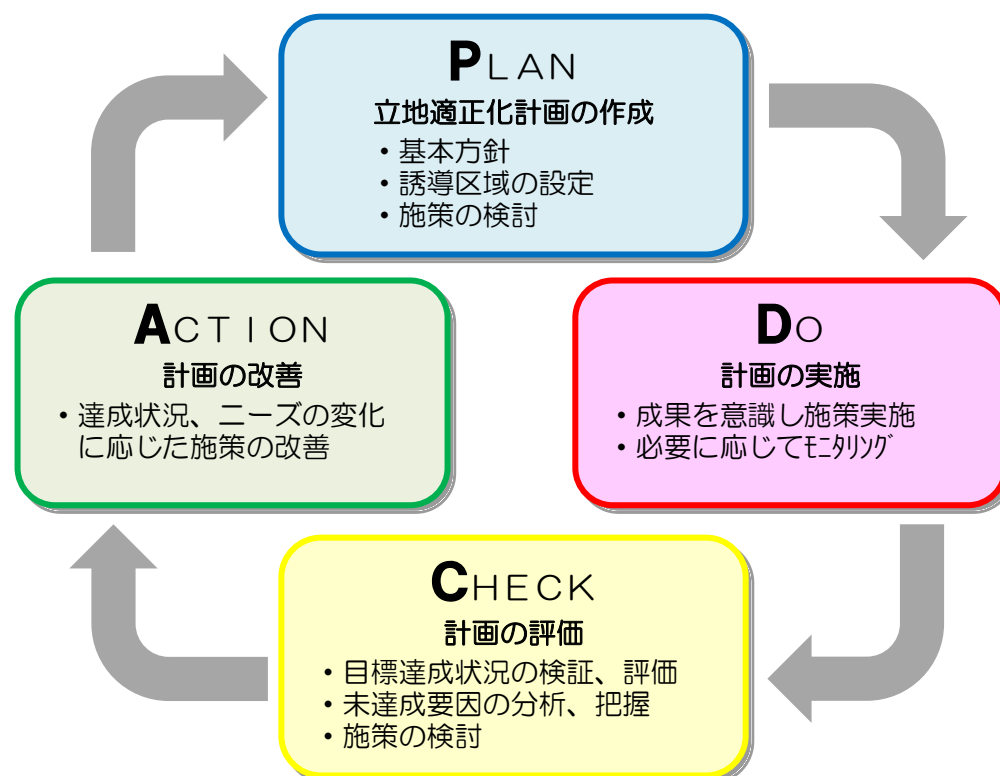 PLAN
立地適正化計画の作成
・基本方針
・誘導区域の設定
・施策の検討
ACTION
計画の改善
・達成状況、ニーズの変化
に応じた施策の改善
DO
計画の実施
・成果を意識し施策実施
・必要に応じてﾓﾆﾀﾘﾝｸﾞ
CHECK
計画の評価
・目標達成状況の検証、評価
・未達成要因の分析、把握
・施策の検討